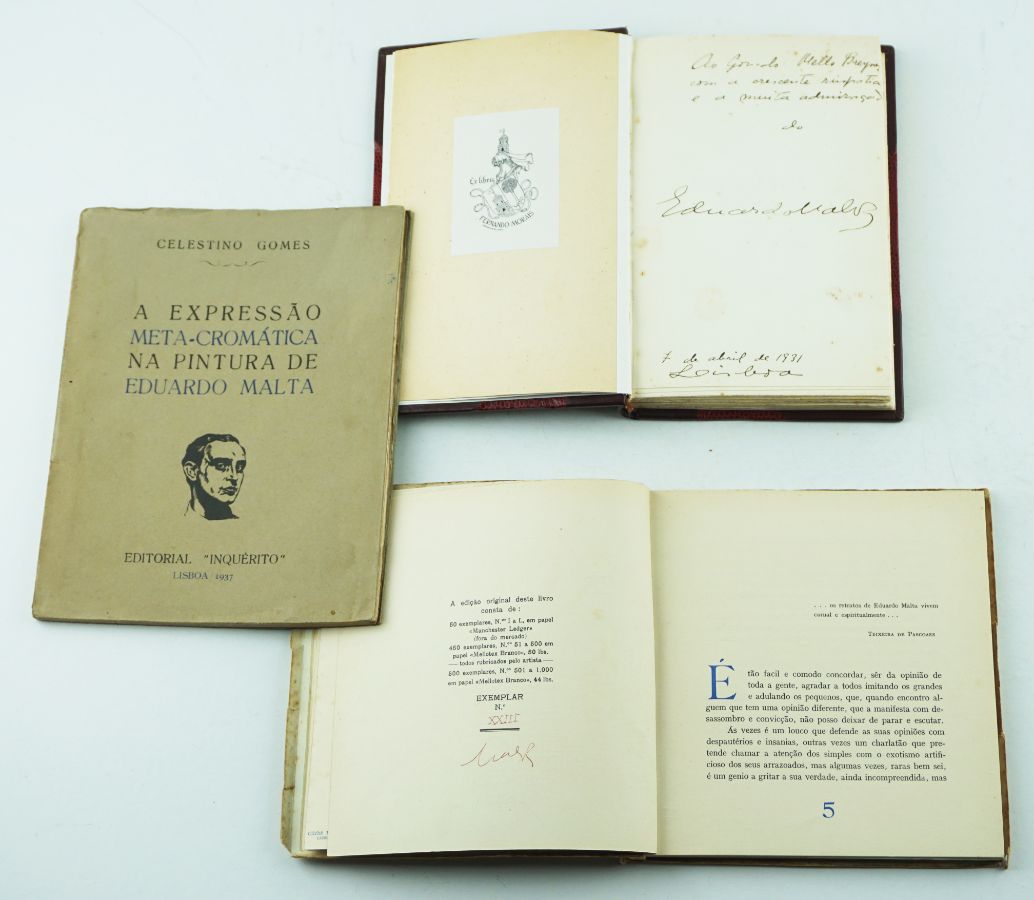 Ao Gonçalo Mello Breyner
com a crescente simpatia
e a muita admiração
do
Eduardo Malta
7 de abril de 1931
Lisboa
Ex libris
FERNANDO MORAIS
CELESTINO GOMES
A EXPRESSÃO
META-CROMÁTICA
NA PINTURA DE
EDUARDO MALTA
EDITORIAL "INQUÉRITO"
LISBOA / 1937
A edição original deste livro
consta de :
50 exemplares, N.os I a L, em papel
«Manchester Ledger»
(fora do mercado)
450 exemplares, N.os 51 a 500 em
papel «Mellotex Branco», 50 lbs.
— todos rubricados pelo artista —
500 exemplares, N.os 501 a 1.000
em papel «Mellotex Branco», 44 lbs.
EXEMPLAR
N.º
XXIII
Malta
. . . os retratos de Eduardo Malta vivem
carnal e espiritualmente . . .
TEIXEIRA DE PASCOAES
É tão facil e comodo concordar, sêr da opinião de
toda a gente, agradar a todos imitando os grandes
e adulando os pequenos, que, quando encontro al-
guem que tem uma opinião diferente, que a manifesta com de-
sassombro e convicção, não posso deixar de parar e escutar.
Às vezes é um louco que defende as suas opiniões com
despautérios e insanias, outras vezes um charlatão que pre-
tende chamar a atenção dos simples com o exotismo artifi-
cioso dos seus arrazoados, mas algumas vezes, raras bem sei,
é um genio a gritar a sua verdade, ainda incompreendida, mas
5